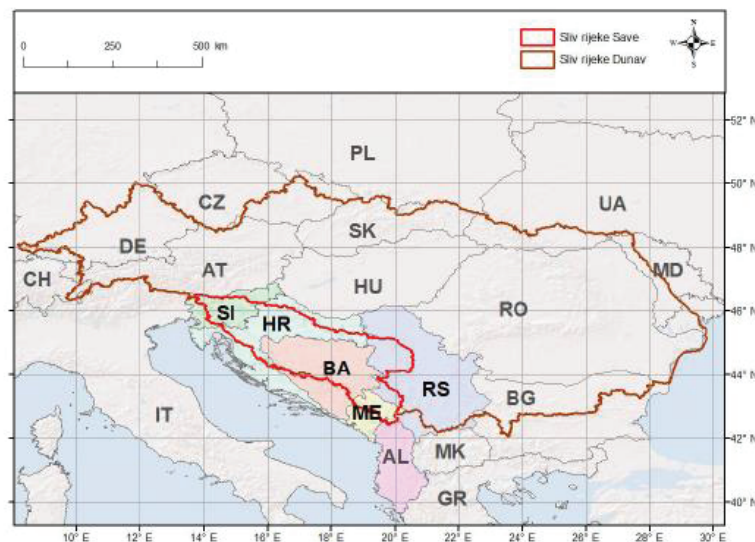 0 250 500 km
Sliv rijeke Save
Sliv rijeke Dunav
N
W E
S
52° N
PL
50° N
CZ
UA
SK
48° N
DE
MD
CH
AT
HU
46° N
SI
HR
RO
BA
44° N
RS
BG
IT
ME
42° N
AL
MK
GR
40° N
10° E 12° E 14° E 16° E 18° E 20° E 22° E 24° E 26° E 28° E 30° E